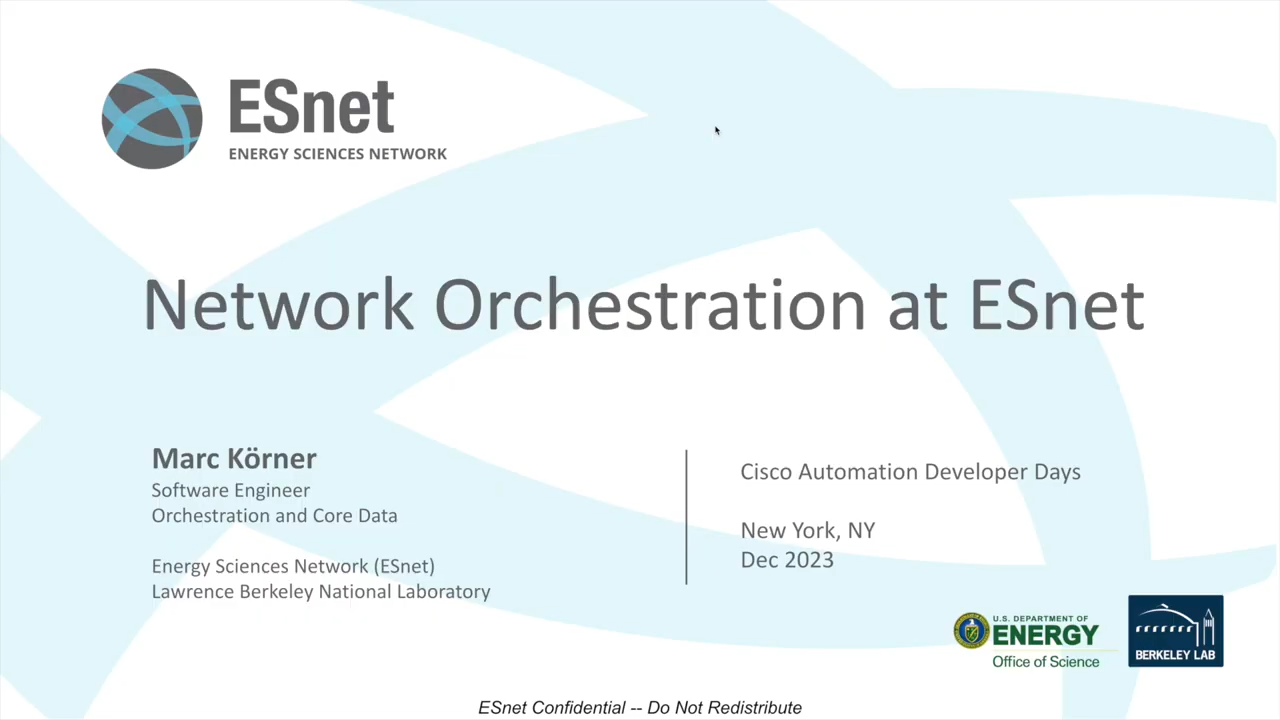 ESnet
ENERGY SCIENCES NETWORK
Network Orchestration at ESnet
Marc Körner
Software Engineer
Orchestration and Core Data
Energy Sciences Network (ESnet)
Lawrence Berkeley National Laboratory
Cisco Automation Developer Days
New York, NY
Dec 2023
U.S. DEPARTMENT OF
ENERGY
Office of Science
BERKELEY LAB
ESnet Confidential -- Do Not Redistribute